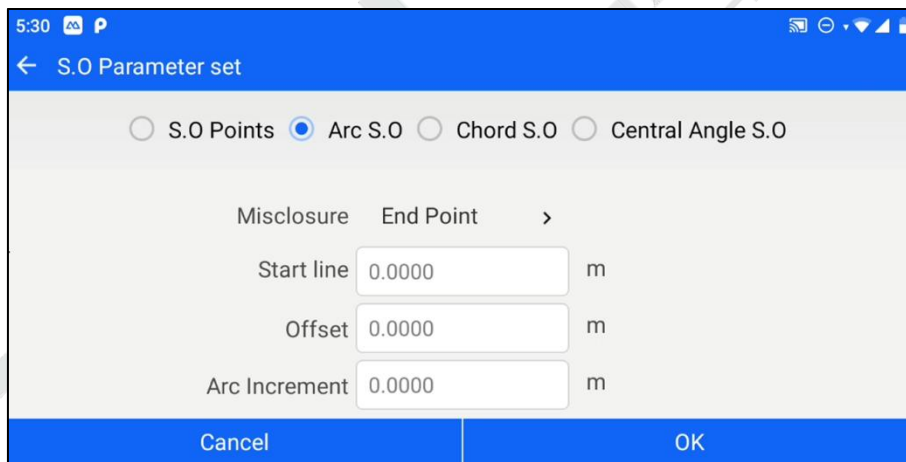 5:30
S.O Parameter set
S.O Points Arc S.O Chord S.O Central Angle S.O
Misclosure End Point >
Start line 0.0000 m
Offset 0.0000 m
Arc Increment 0.0000 m
Cancel OK